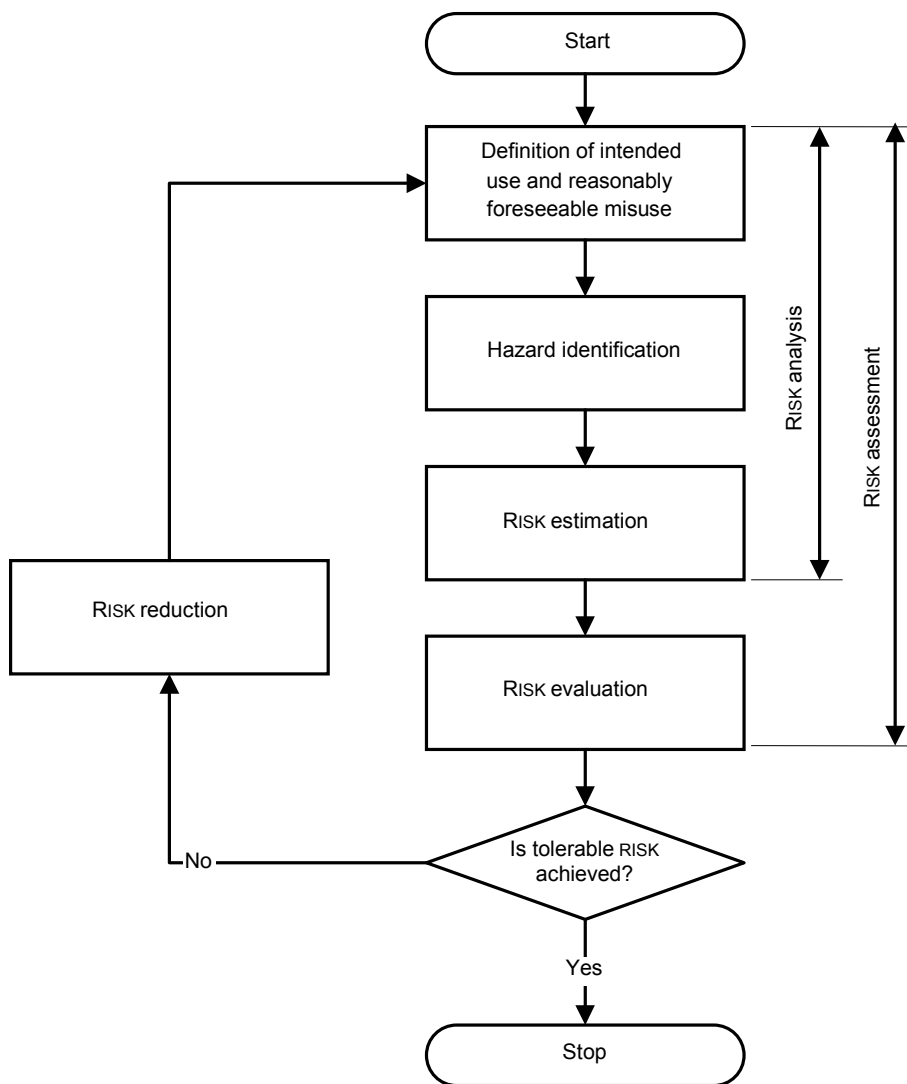 Start
Definition of intended
use and reasonably
foreseeable misuse
Hazard identification
RISK estimation
RISK evaluation
Is tolerable RISK
achieved?
Yes
Stop
No
RISK reduction
RISK analysis
RISK assessment